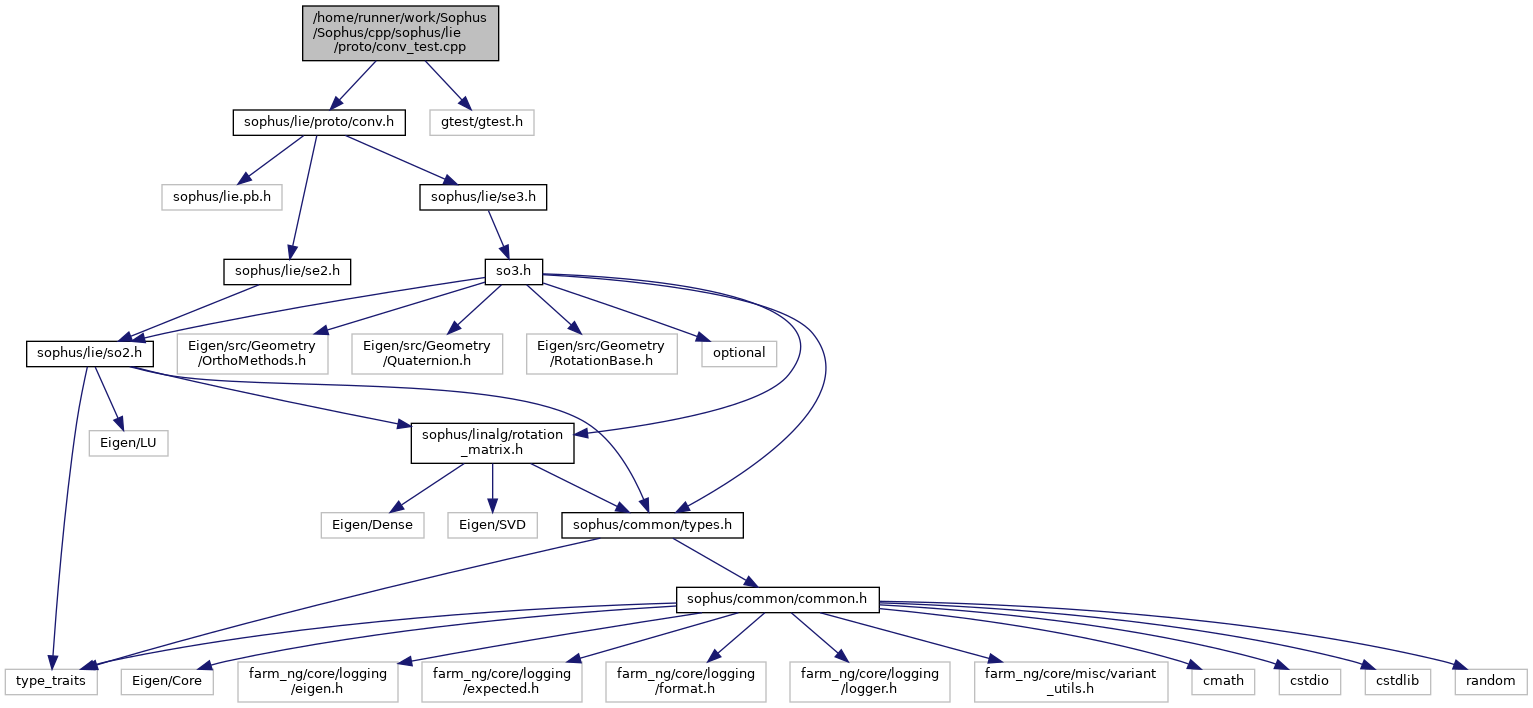 /home/runner/work/Sophus
/Sophus/cpp/sophus/lie
/proto/conv_test.cpp
sophus/lie/proto/conv.h
gtest/gtest.h
sophus/lie.pb.h
sophus/lie/se3.h
sophus/lie/se2.h
so3.h
sophus/lie/so2.h
Eigen/src/Geometry
/OrthoMethods.h
Eigen/src/Geometry
/Quaternion.h
Eigen/src/Geometry
/RotationBase.h
optional
Eigen/LU
sophus/linalg/rotation
_matrix.h
Eigen/Dense
Eigen/SVD
sophus/common/types.h
sophus/common/common.h
type_traits
Eigen/Core
farm_ng/core/logging
/eigen.h
farm_ng/core/logging
/expected.h
farm_ng/core/logging
/format.h
farm_ng/core/logging
/logger.h
farm_ng/core/misc/variant
_utils.h
cmath
cstdio
cstdlib
random